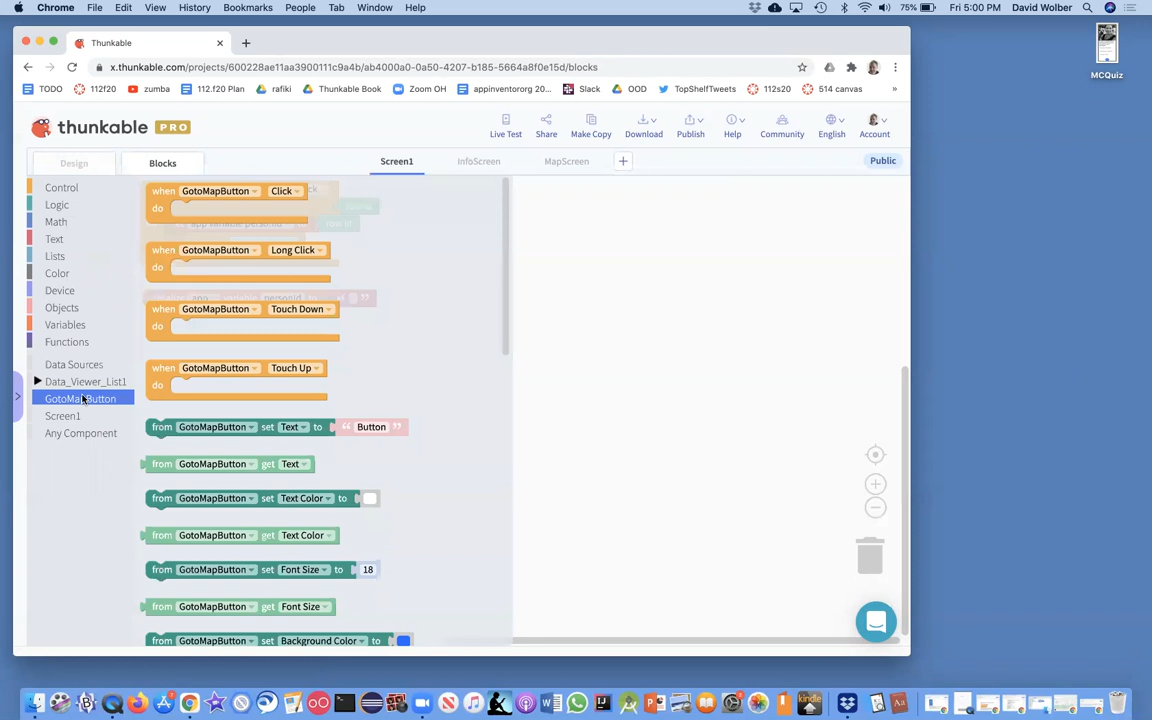 Chrome File Edit View History Bookmarks People Tab Window Help 75% Fri 5:00 PM David Wolber
Thunkable
x.thunkable.com/projects/600228ae11aa3900111c9a4b/ab4000a0-0a50-4207-b185-5664a8f0e15d/blocks
TODO 112f20 zumba 112.f20 Plan rafiki Thunkable Book Zoom OH appinventorog 20... Slack OOD TopShelfTweets 112s20 514 canvas »
MCQuiz
thunkable PRO
Live Test Share Make Copy Download Publish Help Community English Account
Design Blocks Screen1 InfoScreen MapScreen + Public
Control
Logic
Math
Text
Lists
Color
Device
Objects
Variables
Functions
Data Sources
Data_Viewer_List1
GotoMapButton
Screen1
Any Component
when GotoMapButton Click
do
when GotoMapButton Long Click
do
when GotoMapButton Touch Down
do
when GotoMapButton Touch Up
do
from GotoMapButton set Text to “ Button ”
from GotoMapButton get Text
from GotoMapButton set Text Color to
from GotoMapButton get Text Color
from GotoMapButton set Font Size to 18
from GotoMapButton get Font Size
from GotoMapButton set Background Color to
kindle